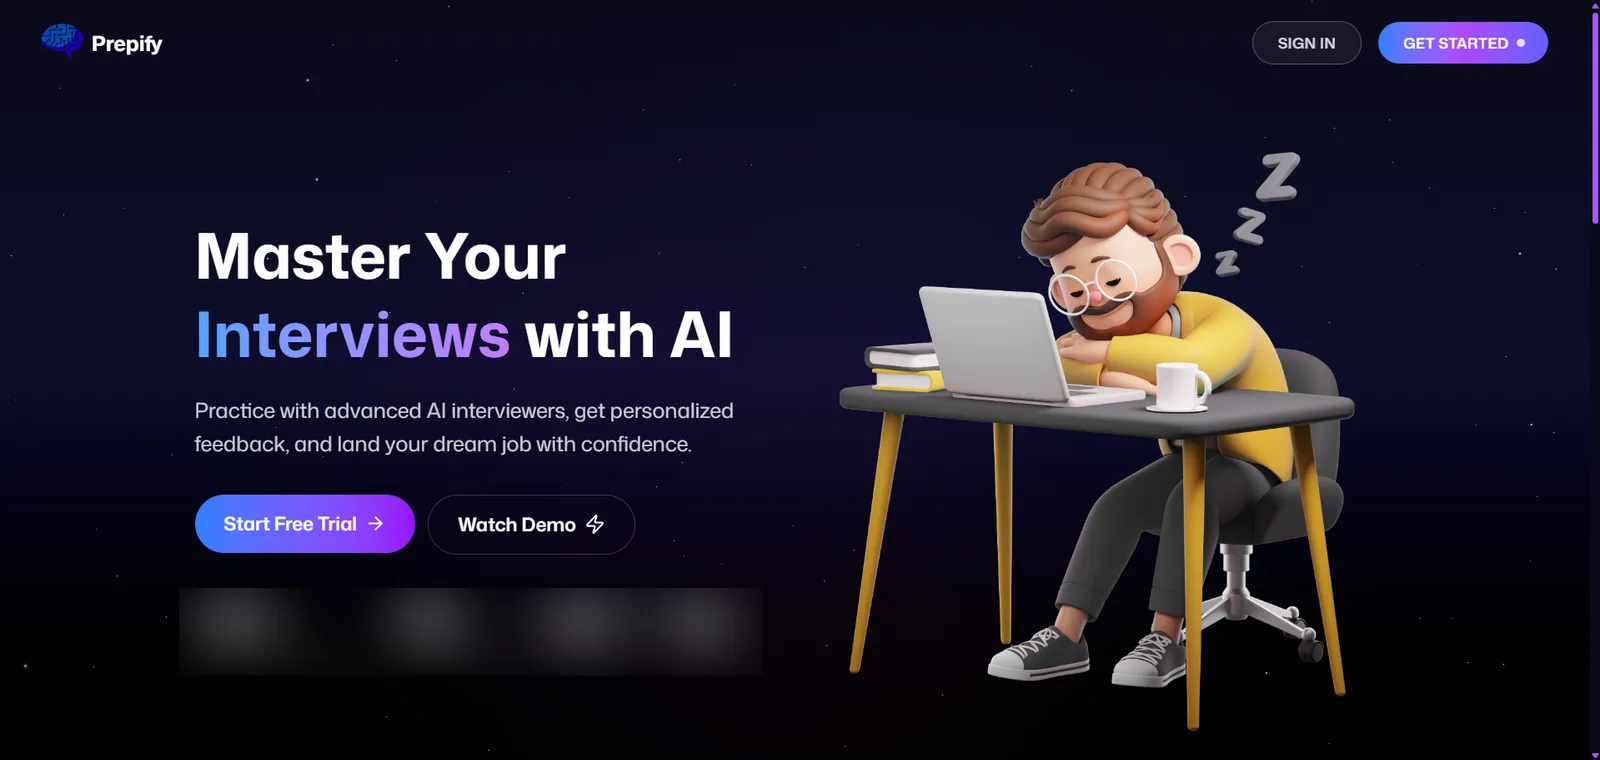 Prepify
SIGN IN
GET STARTED
Master Your
Interviews with AI
Practice with advanced AI interviewers, get personalized
feedback, and land your dream job with confidence.
Start Free Trial
Watch Demo
Z
Z
Z